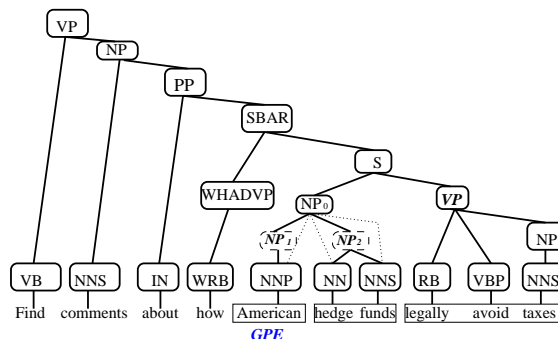 VP
NP
PP
SBAR
S
WHADVP
NP0
VP
NP1
NP2
NP
VB NNS IN WRB NNP NN NNS RB VBP NNS
Find comments about how American hedge funds legally avoid taxes
GPE